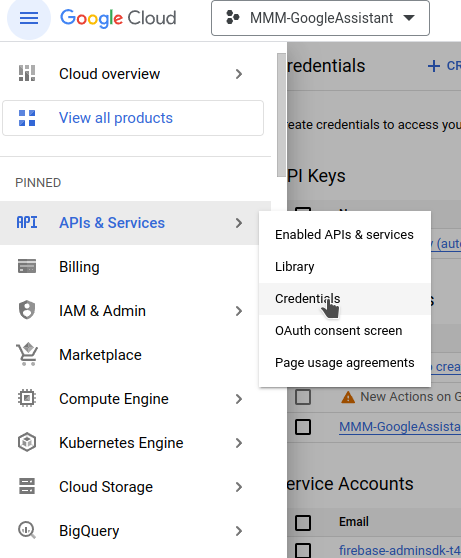 Google Cloud
MMM-GoogleAssistant
Cloud overview
View all products
PINNED
API APIs & Services
Billing
IAM & Admin
Marketplace
Compute Engine
Kubernetes Engine
Cloud Storage
BigQuery
Enabled APIs & services
Library
Credentials
OAuth consent screen
Page usage agreements
redentials
+ CR
reate credentials to access you
PI Keys
(auto
s
o crea
New Actions on G
MMM-GoogleAssista
ervice Accounts
Email
firebase-adminsdk-t4